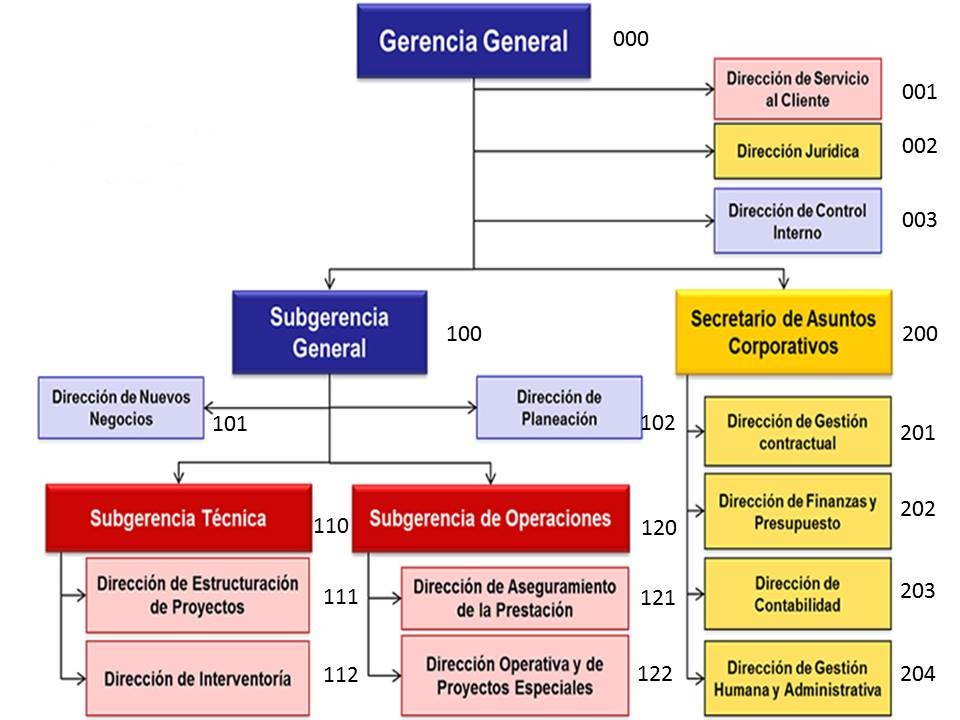 Gerencia General 000
Dirección de Servicio
al Cliente
001
Dirección Jurídica
002
Dirección de Control
Interno
003
Subgerencia
General
100
Secretario de Asuntos
Corporativos
200
Dirección de Nuevos
Negocios
101
Dirección de
Planeación
102
Dirección de Gestión
contractual
201
Dirección de Finanzas y
Presupuesto
202
Dirección de
Contabilidad
203
Dirección de Gestión
Humana y Administrativa
204
Subgerencia Técnica
110
Dirección de Estructuración
de Proyectos
111
Dirección de Interventoría
112
Subgerencia de Operaciones
120
Dirección de Aseguramiento
de la Prestación
121
Dirección Operativa y de
Proyectos Especiales
122